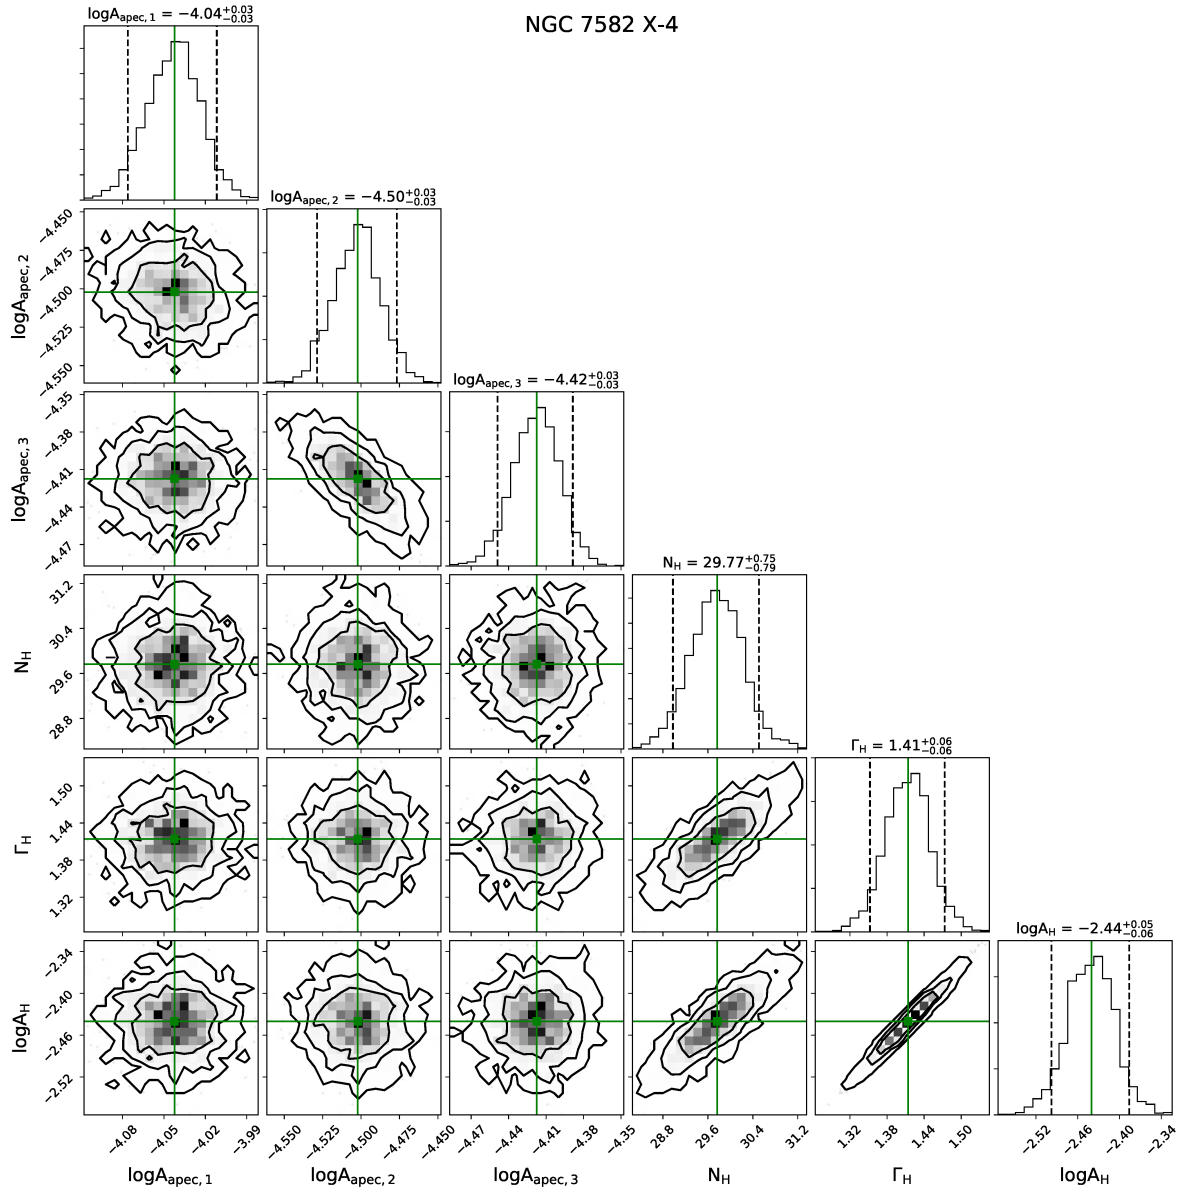 logA_apec, 1 = −4.04 +0.03 −0.03
NGC 7582 X-4
logA_apec, 2 = −4.50 +0.03 −0.03
−4.450
−4.475
−4.500
−4.525
−4.550
logA_apec, 2
logA_apec, 3 = −4.42 +0.03 −0.03
−4.35
−4.38
−4.41
−4.44
−4.47
logA_apec, 3
N_H = 29.77 +0.75 −0.79
31.2
30.4
29.6
28.8
N_H
Γ_H = 1.41 +0.06 −0.06
1.50
1.44
1.38
1.32
Γ_H
logA_H = −2.44 +0.05 −0.06
−2.34
−2.40
−2.46
−2.52
logA_H
−4.08 −4.05 −4.02 −3.99
−4.550 −4.525 −4.500 −4.475 −4.450
−4.47 −4.44 −4.41 −4.38 −4.35
28.8 29.6 30.4 31.2
1.32 1.38 1.44 1.50
−2.52 −2.46 −2.40 −2.34
logA_apec, 1
logA_apec, 2
logA_apec, 3
N_H
Γ_H
logA_H